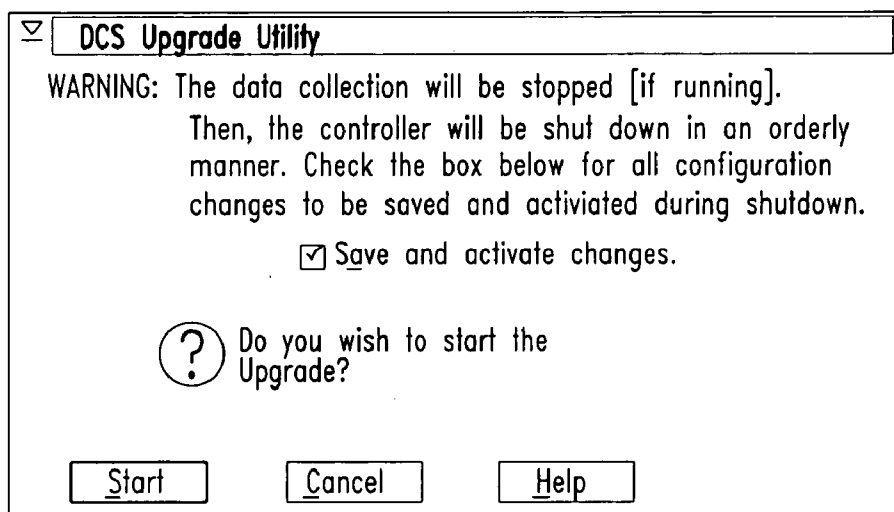 DCS Upgrade Utility
WARNING: The data collection will be stopped [if running].
Then, the controller will be shut down in an orderly
manner. Check the box below for all configuration
changes to be saved and activiated during shutdown.
Save and activate changes.
? Do you wish to start the
Upgrade?
Start Cancel Help